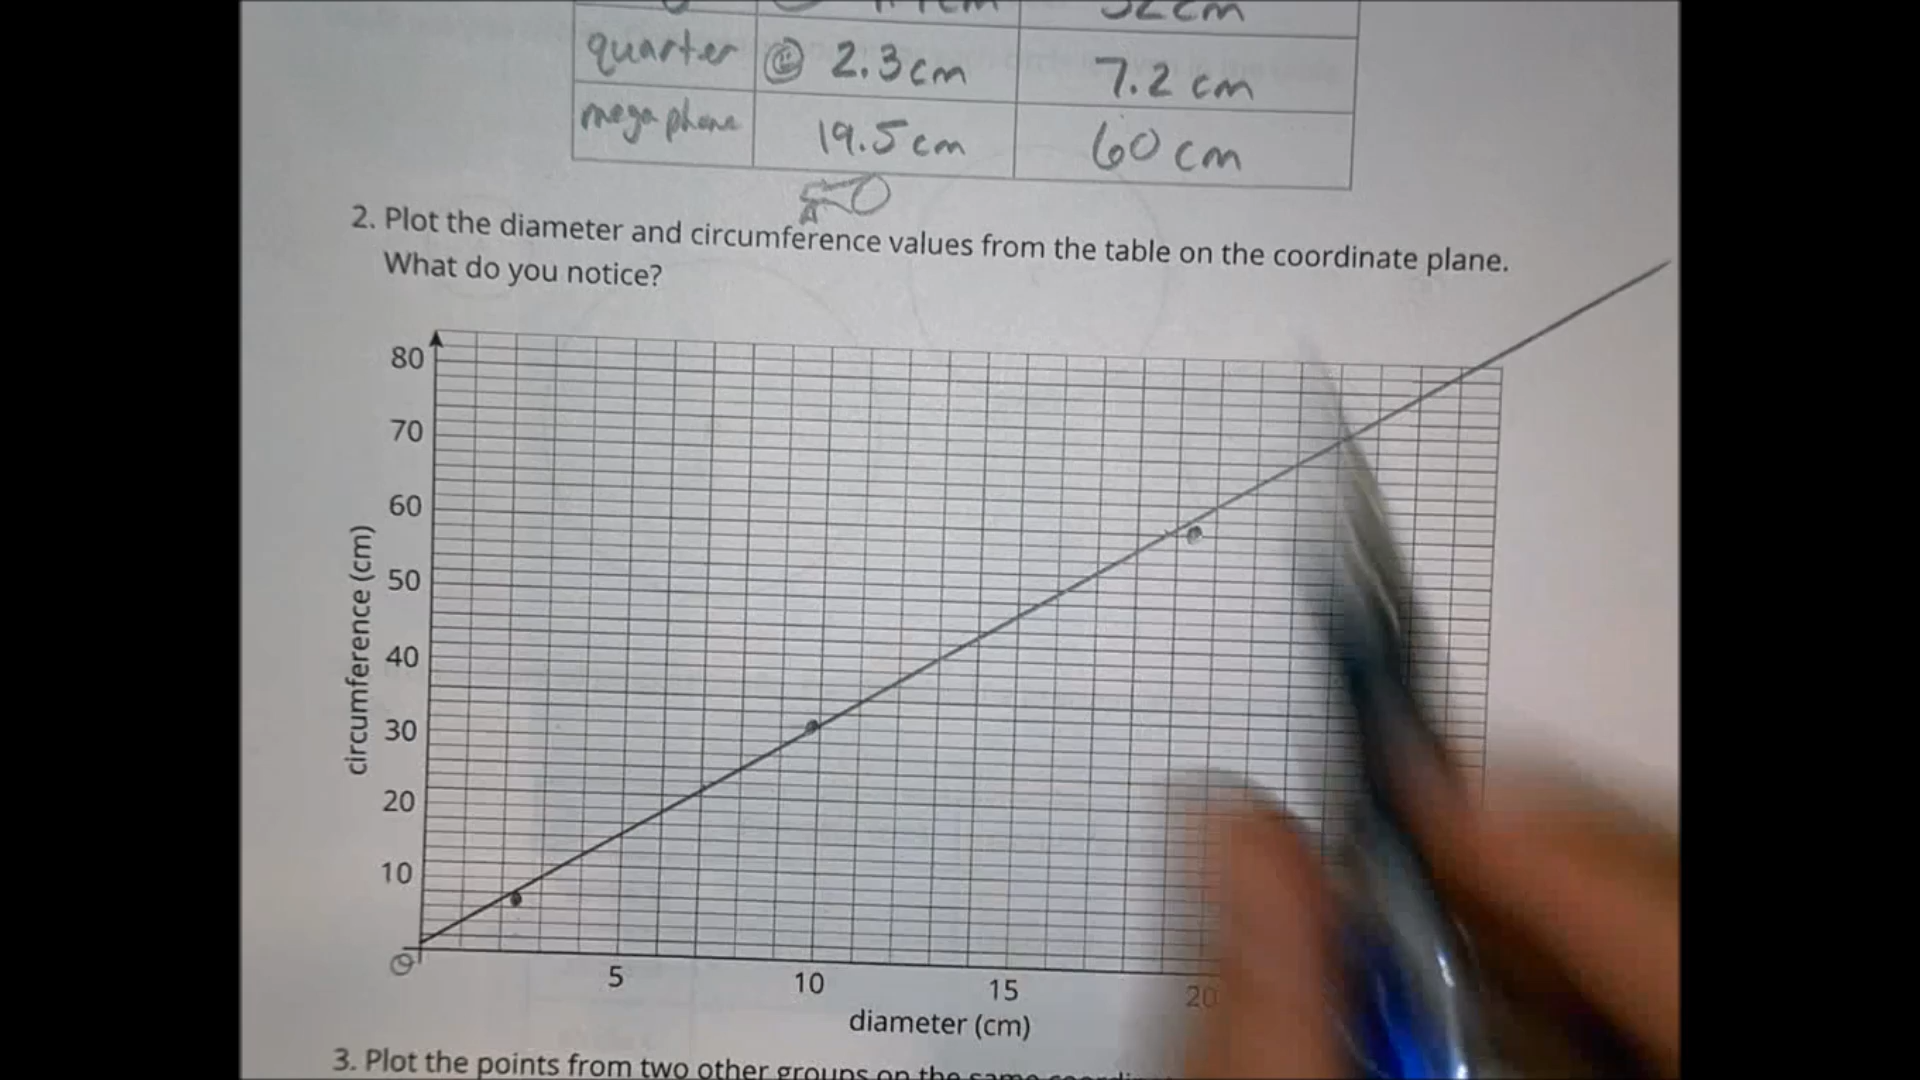 32 cm
quarter 2.3 cm 7.2 cm
mega phone 19.5 cm 60 cm
2. Plot the diameter and circumference values from the table on the coordinate plane.
What do you notice?
80
70
60
50
40
30
20
10
0
circumference (cm)
5 10 15 20
diameter (cm)
3. Plot the points from two other groups on the same